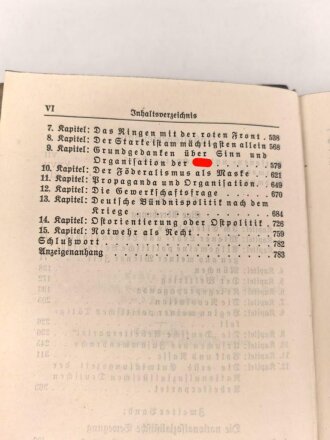 VI
Inhaltsverzeichnis
7. Kapitel: Das Ringen mit der roten Front . 538
8. Kapitel: Der Starke ist am mächtigsten allein 568
9. Kapitel: Grundgedanken über Sinn und
Organisation der . . . . . 579
10. Kapitel: Der Föderalismus als Maske . . . . 621
11. Kapitel: Propaganda und Organisation . . . . 649
12. Kapitel: Die Gewerkschaftsfrage . . . . . 670
13. Kapitel: Deutsche Bündnispolitik nach dem
Kriege . . . . . . . . . . . 684
14. Kapitel: Ostorientierung oder Ostpolitik . . 726
15. Kapitel: Notwehr als Recht . . . . . . . 759
Schlußwort . . . . . . . . . . . . . . . 782
Anzeigenanhang . . . . . . . . . . . . . 783